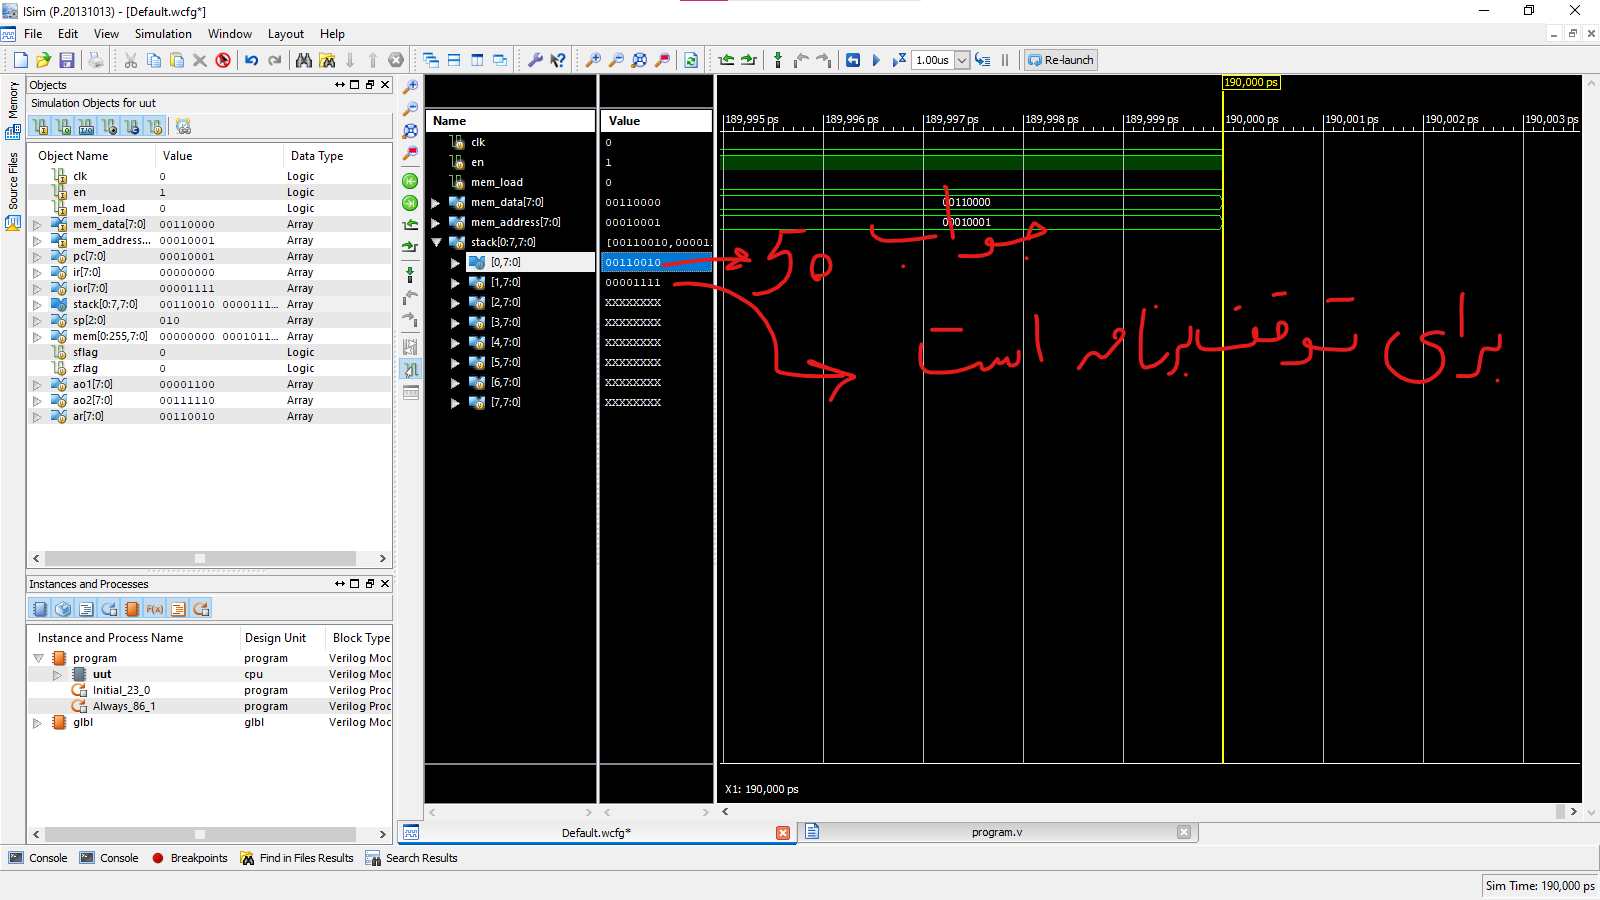 ISim (P.20131013) - [Default.wcfg*]
File Edit View Simulation Window Layout Help
1.00us
Re-launch
Memory
Source Files
Objects
Simulation Objects for uut
Object Name Value Data Type
clk 0 Logic
en 1 Logic
mem_load 0 Logic
mem_data[7:0] 00110000 Array
mem_address... 00010001 Array
pc[7:0] 00010001 Array
ir[7:0] 00000000 Array
ior[7:0] 00001111 Array
stack[0:7,7:0] 00110010 0000111... Array
sp[2:0] 010 Array
mem[0:255,7:0] 00000000 0001011... Array
sflag 0 Logic
zflag 0 Logic
ao1[7:0] 00001100 Array
ao2[7:0] 00111110 Array
ar[7:0] 00110010 Array
Instances and Processes
Instance and Process Name Design Unit Block Type
program program Verilog Mod
uut cpu Verilog Mod
Initial_23_0 program Verilog Proc
Always_86_1 program Verilog Proc
glbl glbl Verilog Mod
Name Value
clk 0
en 1
mem_load 0
mem_data[7:0] 00110000
mem_address[7:0] 00010001
stack[0:7,7:0] [00110010,00001
[0,7:0] 00110010
[1,7:0] 00001111
[2,7:0] XXXXXXXX
[3,7:0] XXXXXXXX
[4,7:0] XXXXXXXX
[5,7:0] XXXXXXXX
[6,7:0] XXXXXXXX
[7,7:0] XXXXXXXX
190,000 ps
189,995 ps 189,996 ps 189,997 ps 189,998 ps 189,999 ps 190,000 ps 190,001 ps 190,002 ps 190,003 ps
00110000
00010001
جواب
50
برای توقف برنامه است
X1: 190,000 ps
Default.wcfg* program.v
Console Console Breakpoints Find in Files Results Search Results
Sim Time: 190,000 ps